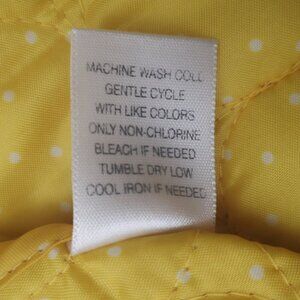 MACHINE WASH COLD
GENTLE CYCLE
WITH LIKE COLORS
ONLY NON-CHLORINE
BLEACH IF NEEDED
TUMBLE DRY LOW
COOL IRON IF NEEDED